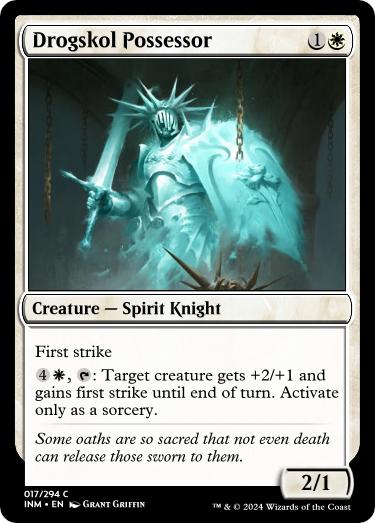 Drogskol Possessor 1
Creature — Spirit Knight
First strike
4, : Target creature gets +2/+1 and
gains first strike until end of turn. Activate
only as a sorcery.
Some oaths are so sacred that not even death
can release those sworn to them.
2/1
017/294 C
INM • EN Grant Griffin
™ & © 2024 Wizards of the Coast